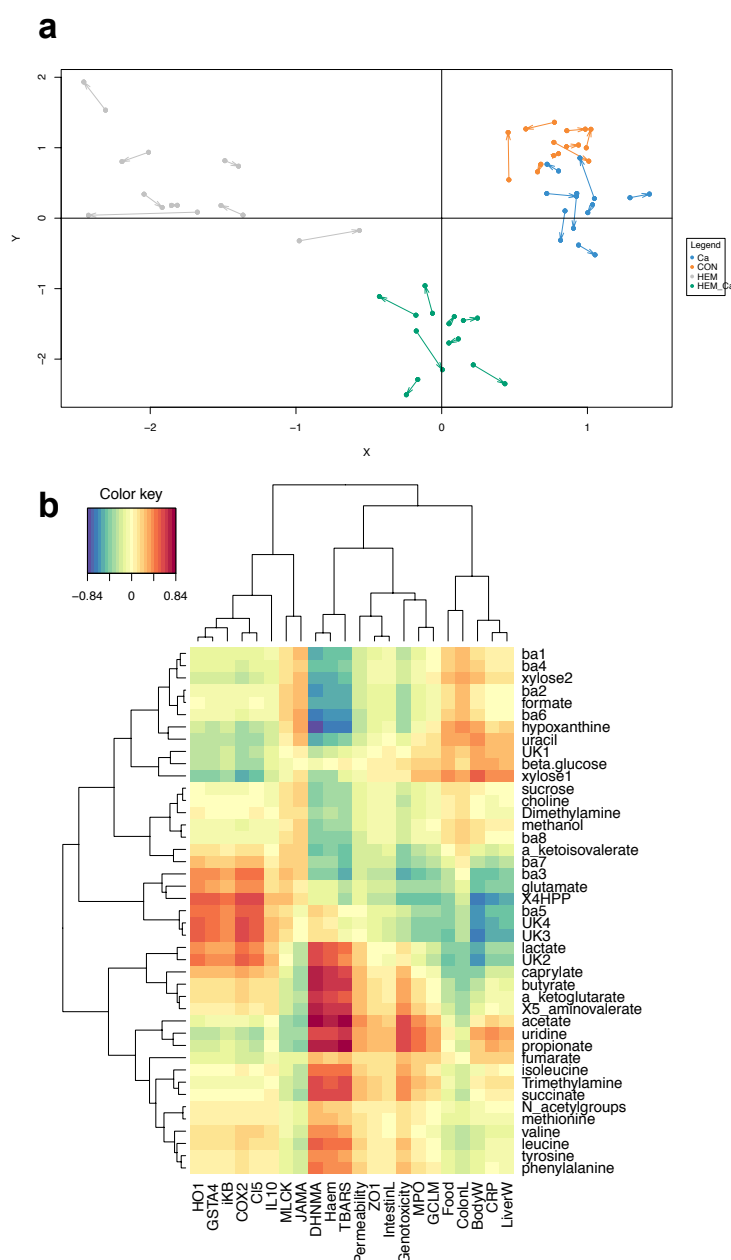 a
2
1
0
−1
−2
Y
−2
−1
0
1
X
Legend
Ca
CON
HEM
HEM_Ca
b
Color key
−0.84 0 0.84
ba1
ba4
xylose2
ba2
formate
ba6
hypoxanthine
uracil
UK1
beta.glucose
xylose1
sucrose
choline
Dimethylamine
methanol
ba8
a_ketoisovalerate
ba7
ba3
glutamate
X4HPP
ba5
UK4
UK3
lactate
UK2
caprylate
butyrate
a_ketoglutarate
X5_aminovalerate
acetate
uridine
propionate
fumarate
isoleucine
Trimethylamine
succinate
N_acetylgroups
methionine
valine
leucine
tyrosine
phenylalanine
HO1
GSTA4
iKB
COX2
Cl5
IL10
MLCK
JAMA
DHNMA
Haem
TBARS
Permeability
ZO1
IntestinL
Genotoxicity
MPO
GCLM
Food
ColonL
BodyW
CRP
LiverW